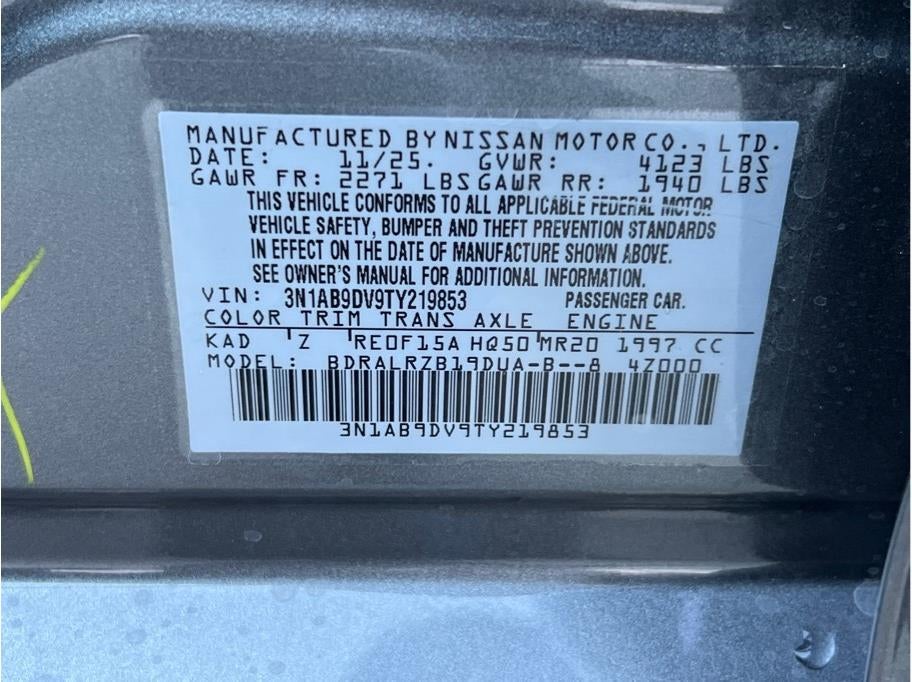 MANUFACTURED BY NISSAN MOTOR CO., LTD.
DATE: 11/25. GVWR: 4123 LBS
GAWR FR: 2271 LBS GAWR RR: 1940 LBS
THIS VEHICLE CONFORMS TO ALL APPLICABLE FEDERAL MOTOR
VEHICLE SAFETY, BUMPER AND THEFT PREVENTION STANDARDS
IN EFFECT ON THE DATE OF MANUFACTURE SHOWN ABOVE.
SEE OWNER'S MANUAL FOR ADDITIONAL INFORMATION.
VIN: 3N1AB9DV9TY219853 PASSENGER CAR.
COLOR TRIM TRANS AXLE ENGINE
KAD Z RE0F15A HQ50 MR20 1997 CC
MODEL: BDRALRZB19DUA-B--8 4Z000
3N1AB9DV9TY219853